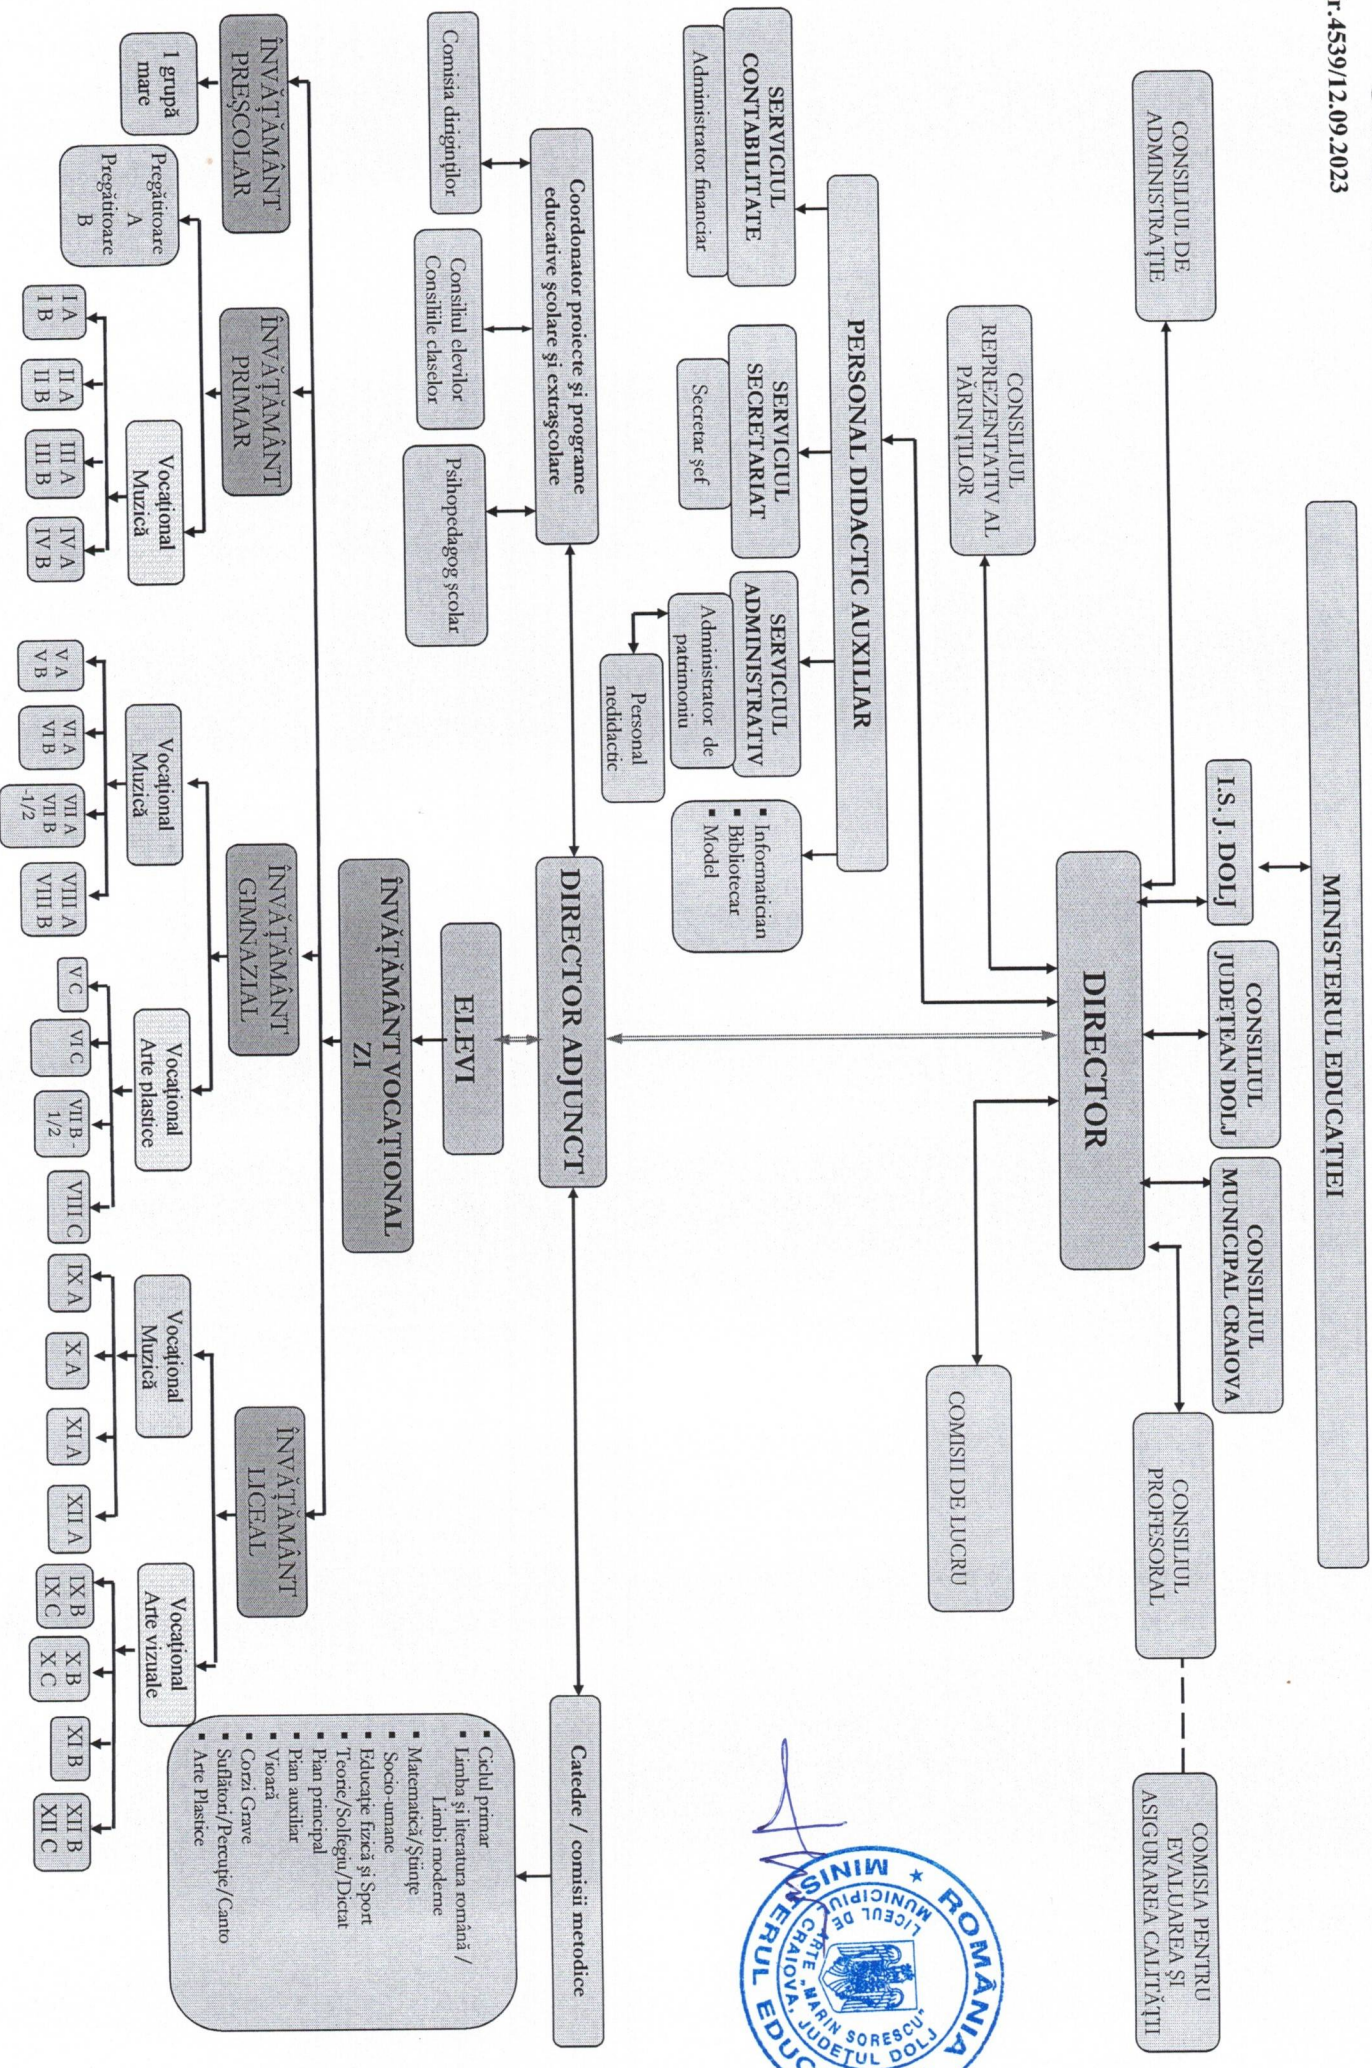 r.4539/12.09.2023
MINISTERUL EDUCAȚIEI
I.S.J. DOLJ
CONSILIUL
JUDEȚEAN DOLJ
CONSILIUL
MUNICIPAL CRAIOVA
CONSILIUL DE
ADMINISTRAȚIE
DIRECTOR
CONSILIUL
PROFESORAL
COMISIA PENTRU
EVALUAREA ȘI
ASIGURAREA CALITĂȚII
CONSILIUL
REPREZENTATIV AL
PĂRINȚILOR
COMISII DE LUCRU
PERSONAL DIDACTIC AUXILIAR
SERVICIUL
CONTABILITATE
Administrator financiar
SERVICIUL
SECRETARIAT
Secretar șef
SERVICIUL
ADMINISTRATIV
Administrator de
patrimoniu
Personal
nedidactic
▪ Informatician
▪ Bibliotecar
▪ Model
ROMÂNIA
★ MINISTERUL EDUC
MUNICIPIUL CRAIOVA, JUDEȚUL DOLJ
LICEUL DE ARTE „MARIN SORESCU”
Coordonator proiecte și programe
educative școlare și extrașcolare
DIRECTOR ADJUNCT
Catedre / comisii metodice
Comisia diriginților
Consiliul elevilor
Consiliile claselor
Psihopedagog școlar
ELEVI
▪ Ciclul primar
▪ Limba și literatura română /
Limbi moderne
▪ Matematică/Științe
▪ Socio-umane
▪ Educație fizică și Sport
▪ Teorie/Solfegiu/Dictat
▪ Pian principal
▪ Pian auxiliar
▪ Vioară
▪ Corzi Grave
▪ Suflători/Percuție/Canto
▪ Arte Plastice
ÎNVĂȚĂMÂNT VOCAȚIONAL
ZI
ÎNVĂȚĂMÂNT
PREȘCOLAR
ÎNVĂȚĂMÂNT
PRIMAR
ÎNVĂȚĂMÂNT
GIMNAZIAL
ÎNVĂȚĂMÂNT
LICEAL
1 grupă
mare
Pregătitoare
A
Pregătitoare
B
Vocațional
Muzică
Vocațional
Muzică
Vocațional
Arte plastice
Vocațional
Muzică
Vocațional
Arte vizuale
I A
I B
II A
II B
III A
III B
IV A
IV B
V A
V B
VI A
VI B
VII A
VII B
-1/2
VIII A
VIII B
V C
VI C
VII B -
1/2
VIII C
IX A
X A
XI A
XII A
IX B
IX C
X B
X C
XI B
XII B
XII C